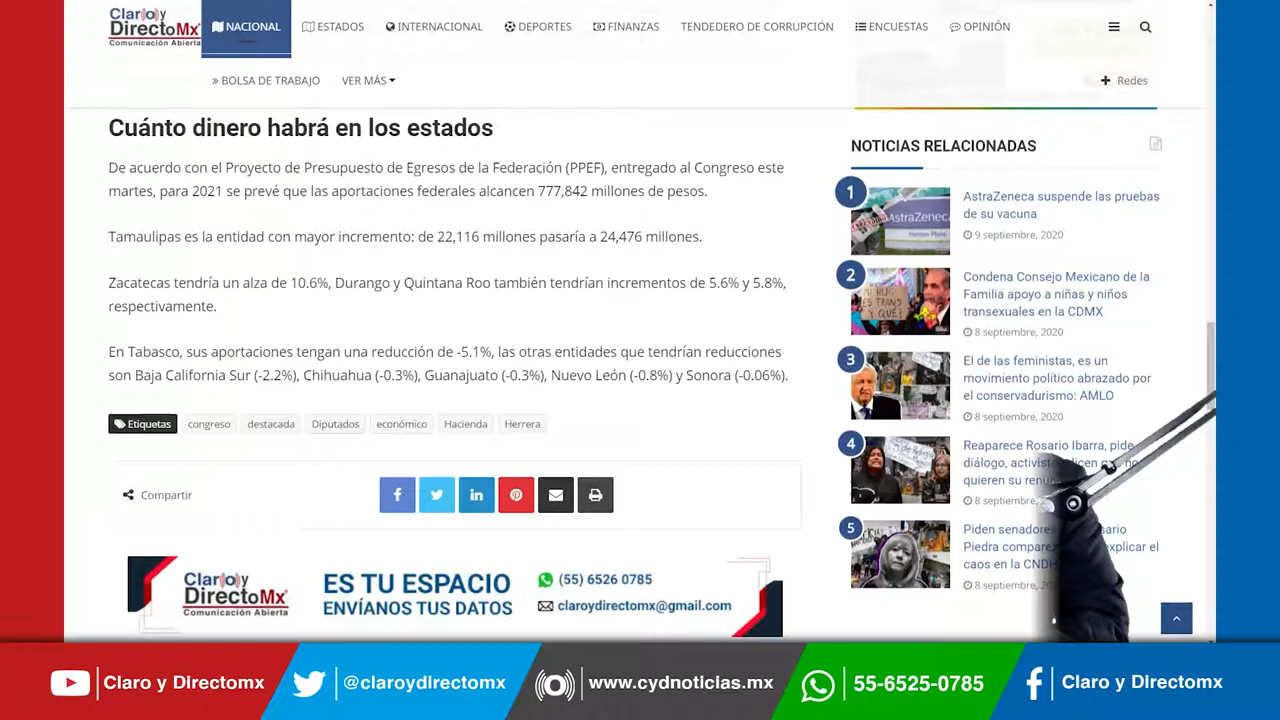 Claro y
DirectoMx
Comunicación Abierta
NACIONAL
ESTADOS
INTERNACIONAL
DEPORTES
FINANZAS
TENDEDERO DE CORRUPCIÓN
ENCUESTAS
OPINIÓN
» BOLSA DE TRABAJO
VER MÁS
+ Redes
Cuánto dinero habrá en los estados
De acuerdo con el Proyecto de Presupuesto de Egresos de la Federación (PPEF), entregado al Congreso este
martes, para 2021 se prevé que las aportaciones federales alcancen 777,842 millones de pesos.
Tamaulipas es la entidad con mayor incremento: de 22,116 millones pasaría a 24,476 millones.
Zacatecas tendría un alza de 10.6%, Durango y Quintana Roo también tendrían incrementos de 5.6% y 5.8%,
respectivamente.
En Tabasco, sus aportaciones tengan una reducción de -5.1%, las otras entidades que tendrían reducciones
son Baja California Sur (-2.2%), Chihuahua (-0.3%), Guanajuato (-0.3%), Nuevo León (-0.8%) y Sonora (-0.06%).
Etiquetas
congreso
destacada
Diputados
económico
Hacienda
Herrera
Compartir
Claro y
DirectoMx
Comunicación Abierta
ES TU ESPACIO
ENVÍANOS TUS DATOS
(55) 6526 0785
claroydirectomx@gmail.com
NOTICIAS RELACIONADAS
1
AstraZeneca
AstraZeneca suspende las pruebas
de su vacuna
9 septiembre, 2020
2
MI HIJO
ES TRANS
Y QUÉ?
Condena Consejo Mexicano de la
Familia apoyo a niñas y niños
transexuales en la CDMX
8 septiembre, 2020
3
El de las feministas, es un
movimiento político abrazado por
el conservadurismo: AMLO
8 septiembre, 2020
4
Reaparece Rosario Ibarra, pide
diálogo,
quieren su
8 septiembre,
5
Piden
Piedra explicar el
caos en la
8 septiembre,
Claro y Directomx
@claroydirectomx
www.cydnoticias.mx
55-6525-0785
Claro y Directomx